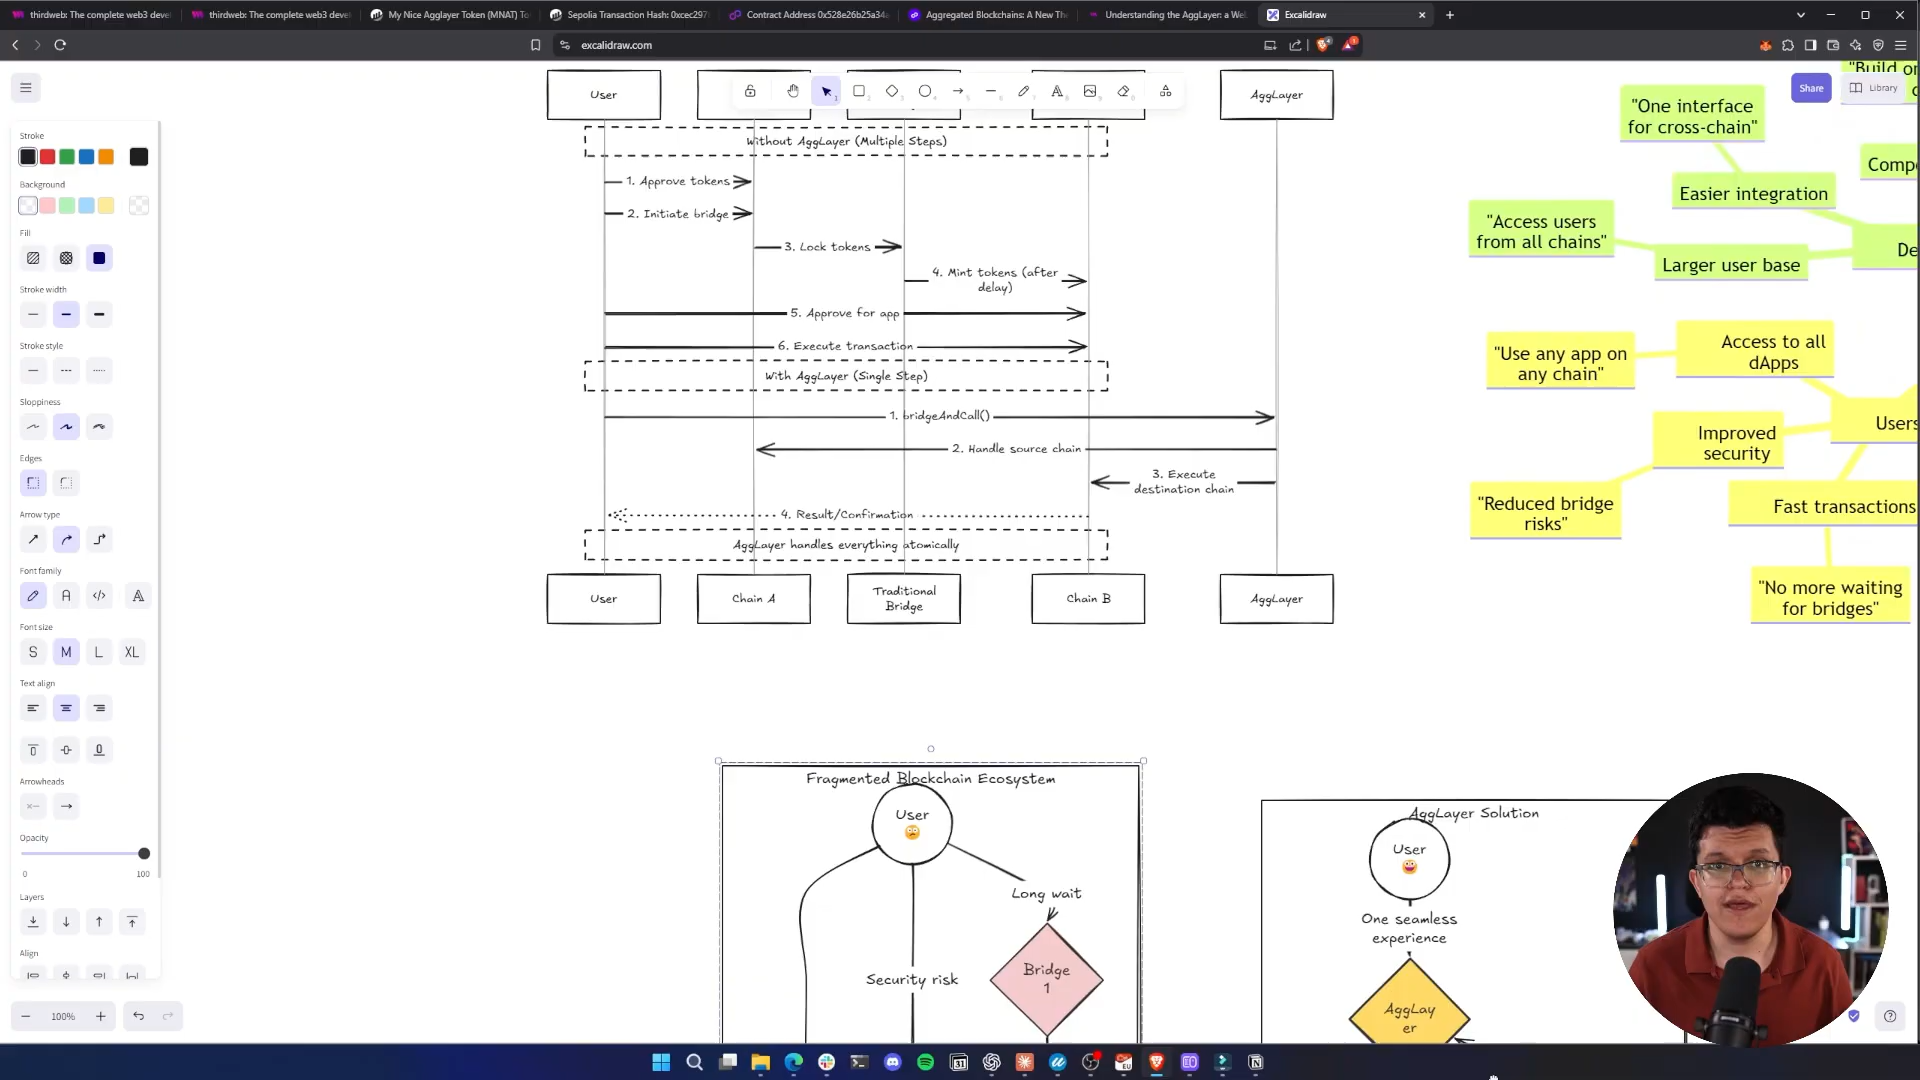 thirdweb: The complete web3 deve
thirdweb: The complete web3 deve
My Nice Agglayer Token (MNAT) To
Sepolia Transaction Hash: 0xcec297
Contract Address 0x528e26b25a34
Aggregated Blockchains: A New Th
Understanding the AggLayer: a We
Excalidraw
excalidraw.com
Share
Library
Stroke
Background
Fill
Stroke width
Stroke style
Sloppiness
Edges
Arrow type
Font family
Font size
S M L XL
Text align
Arrowheads
Opacity
0 100
Layers
Align
100%
User
AggLayer
Without AggLayer (Multiple Steps)
1. Approve tokens
2. Initiate bridge
3. Lock tokens
4. Mint tokens (after
delay)
5. Approve for app
6. Execute transaction
With AggLayer (Single Step)
1. bridgeAndCall()
2. Handle source chain
3. Execute
destination chain
4. Result/Confirmation
AggLayer handles everything atomically
User
Chain A
Traditional
Bridge
Chain B
AggLayer
"Build or
"One interface
for cross-chain"
Comp
Easier integration
"Access users
from all chains"
De
Larger user base
Access to all
dApps
"Use any app on
any chain"
Users
Improved
security
"Reduced bridge
risks"
Fast transactions
"No more waiting
for bridges"
Fragmented Blockchain Ecosystem
User
Long wait
Security risk
Bridge
1
AggLayer Solution
User
One seamless
experience
AggLay
er